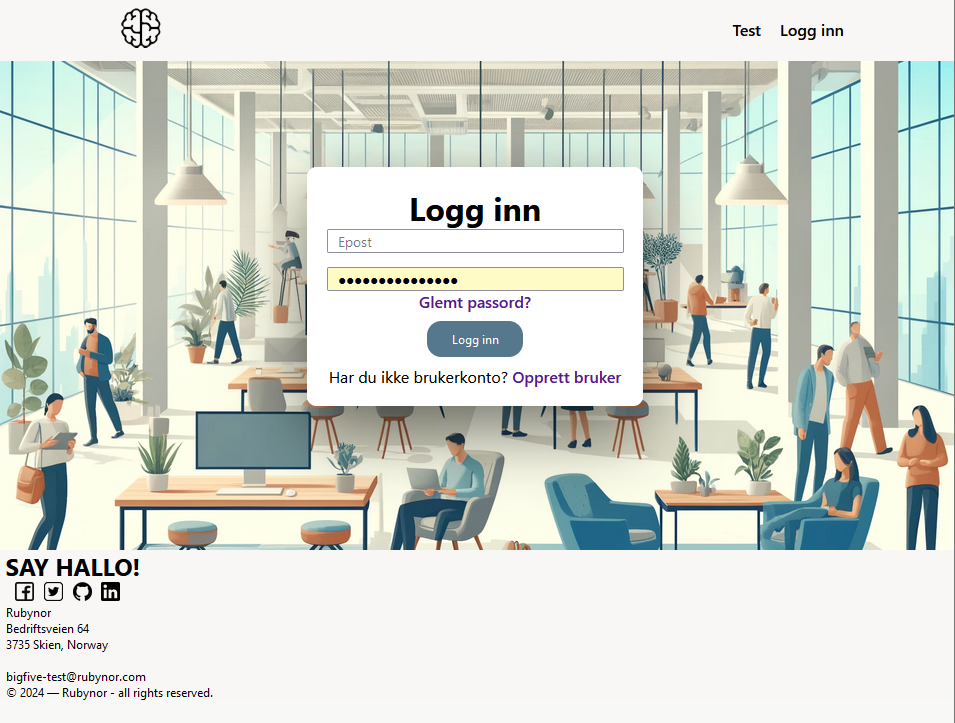 Test Logg inn
Logg inn
Epost
●●●●●●●●●●●●●●●
Glemt passord?
Logg inn
Har du ikke brukerkonto? Opprett bruker
SAY HALLO!
Rubynor
Bedriftsveien 64
3735 Skien, Norway
bigfive-test@rubynor.com
© 2024 — Rubynor - all rights reserved.